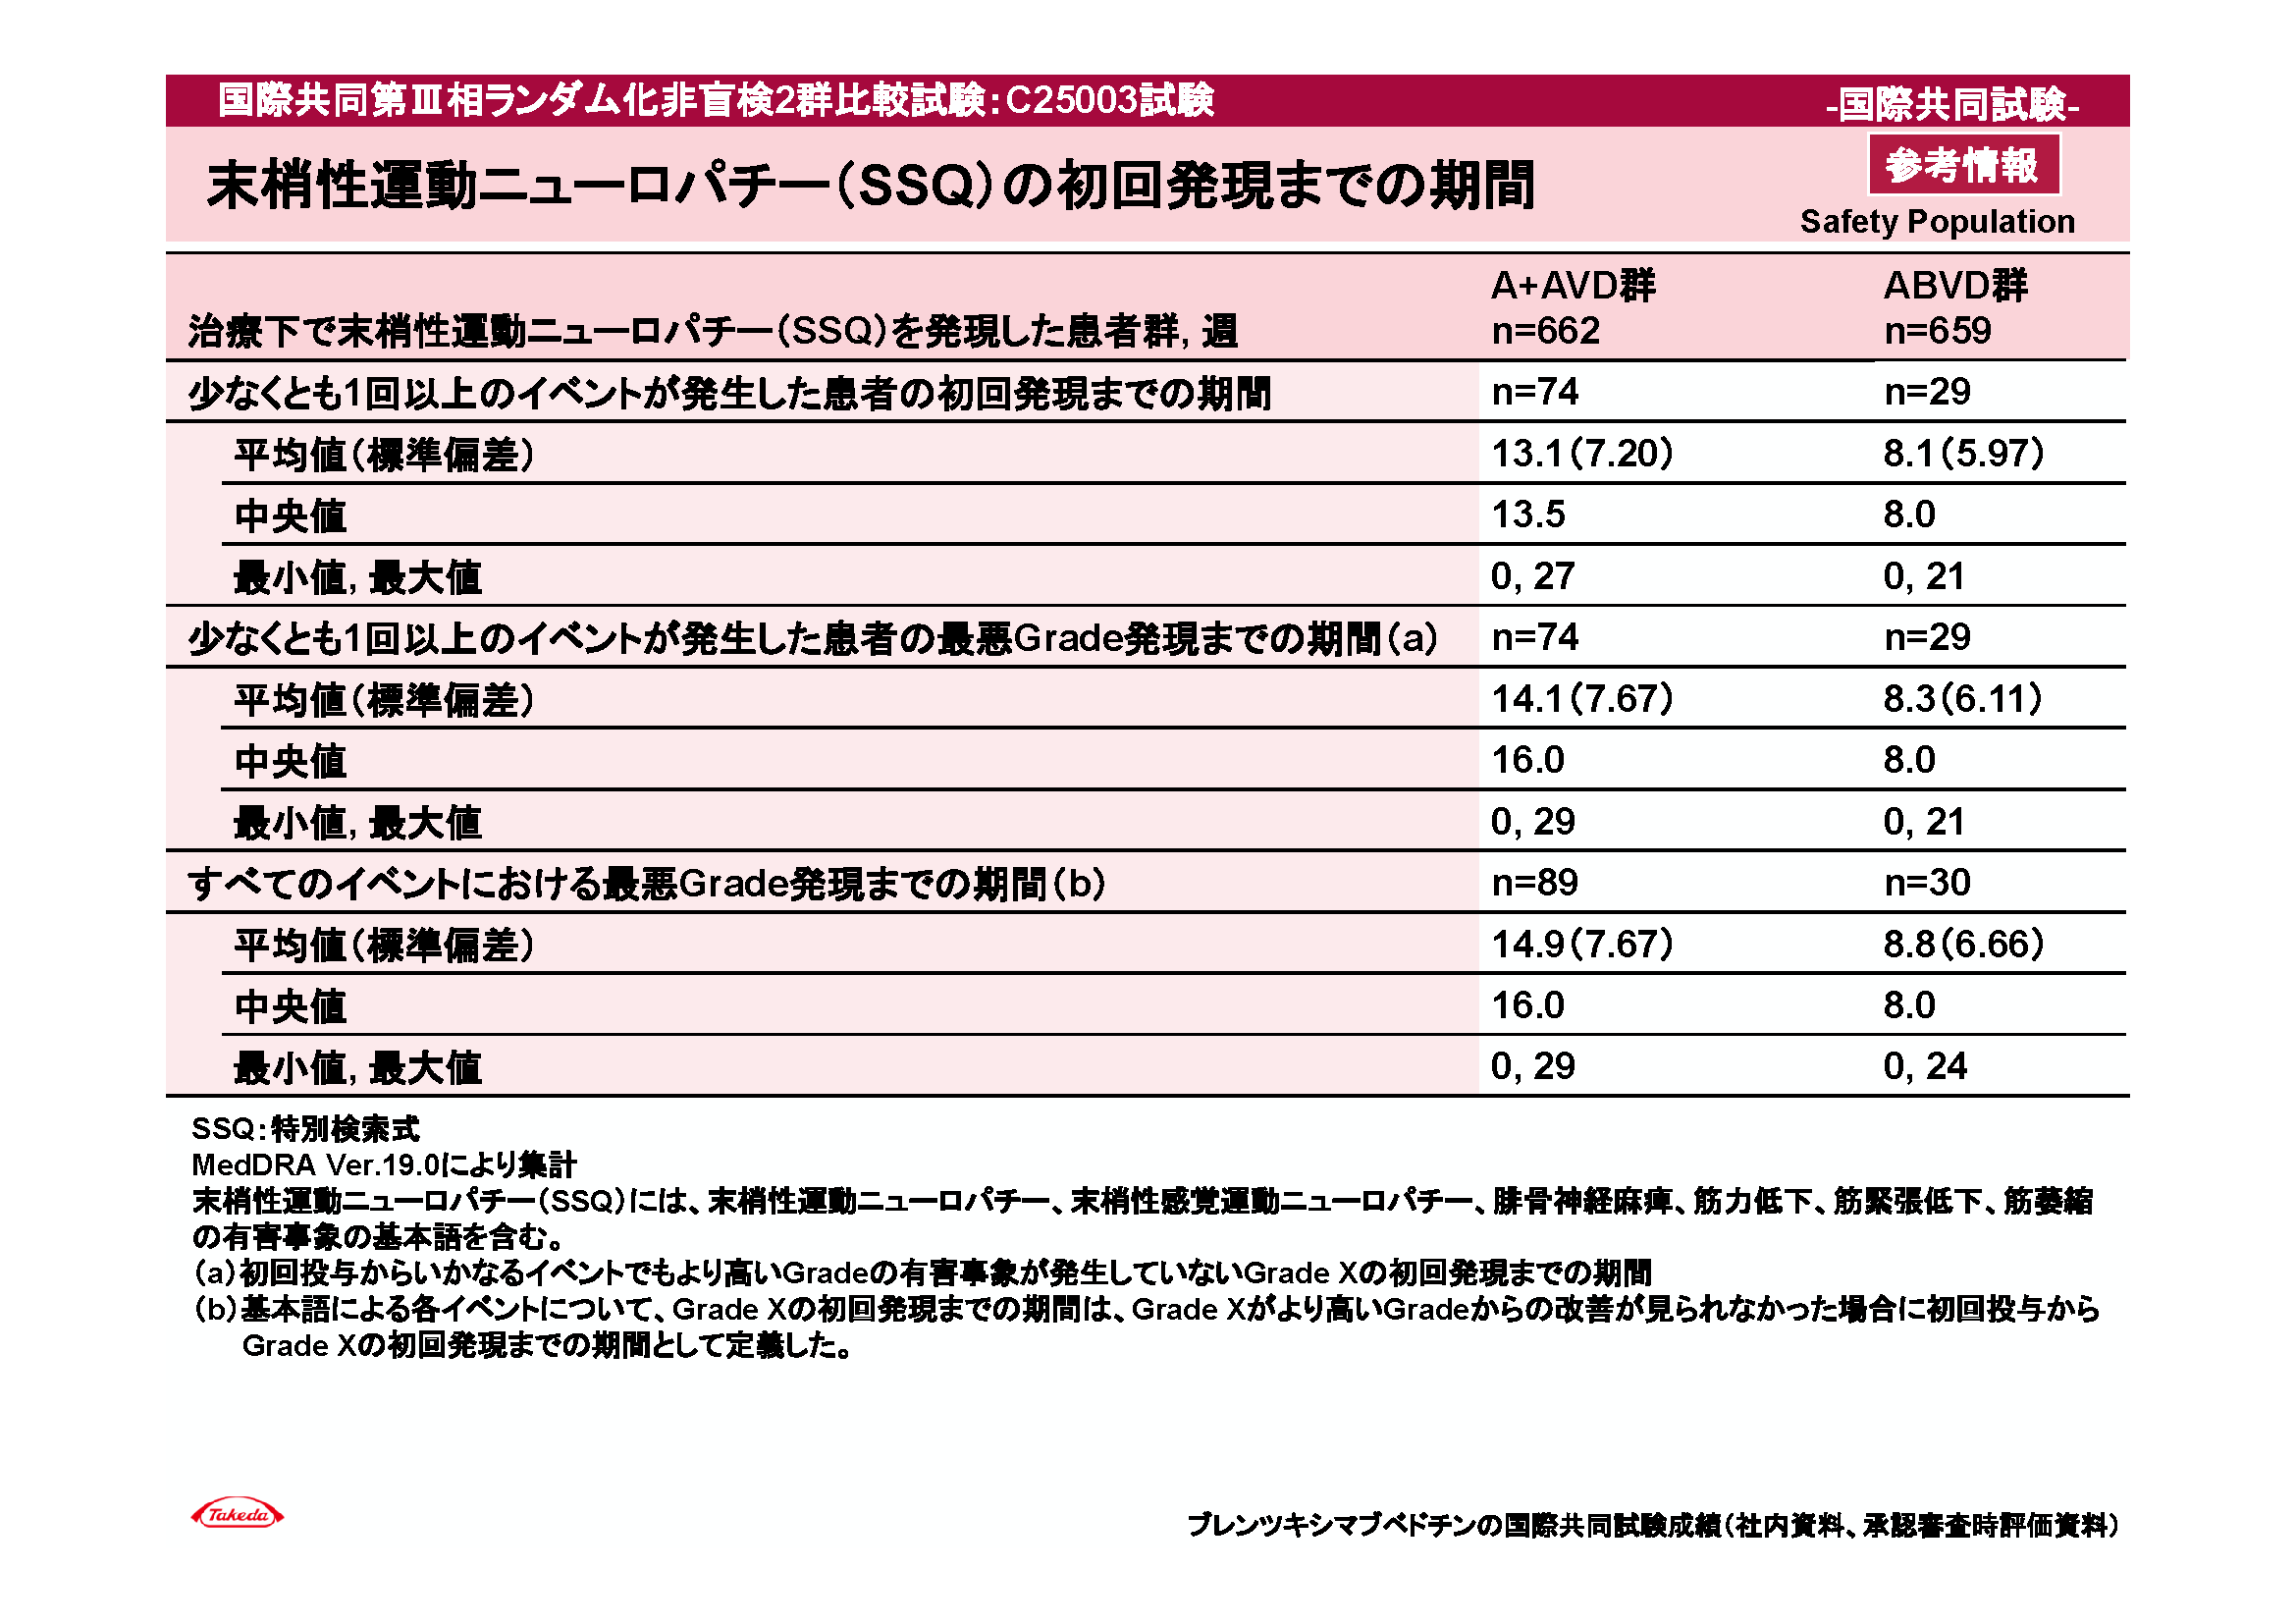 国際共同第Ⅲ相ランダム化非盲検2群比較試験：C25003試験
-国際共同試験-
末梢性運動ニューロパチー（SSQ）の初回発現までの期間
参考情報
Safety Population
A+AVD群 ABVD群
治療下で末梢性運動ニューロパチー（SSQ）を発現した患者群, 週 n=662 n=659
少なくとも1回以上のイベントが発生した患者の初回発現までの期間 n=74 n=29
平均値（標準偏差） 13.1（7.20） 8.1（5.97）
中央値 13.5 8.0
最小値, 最大値 0, 27 0, 21
少なくとも1回以上のイベントが発生した患者の最悪Grade発現までの期間（a） n=74 n=29
平均値（標準偏差） 14.1（7.67） 8.3（6.11）
中央値 16.0 8.0
最小値, 最大値 0, 29 0, 21
すべてのイベントにおける最悪Grade発現までの期間（b） n=89 n=30
平均値（標準偏差） 14.9（7.67） 8.8（6.66）
中央値 16.0 8.0
最小値, 最大値 0, 29 0, 24
SSQ：特別検索式
MedDRA Ver.19.0により集計
末梢性運動ニューロパチー（SSQ）には、末梢性運動ニューロパチー、末梢性感覚運動ニューロパチー、腓骨神経麻痺、筋力低下、筋緊張低下、筋萎縮
の有害事象の基本語を含む。
（a）初回投与からいかなるイベントでもより高いGradeの有害事象が発生していないGrade Xの初回発現までの期間
（b）基本語による各イベントについて、Grade Xの初回発現までの期間は、Grade Xがより高いGradeからの改善が見られなかった場合に初回投与から
Grade Xの初回発現までの期間として定義した。
Takeda
ブレンツキシマブベドチンの国際共同試験成績（社内資料、承認審査時評価資料）